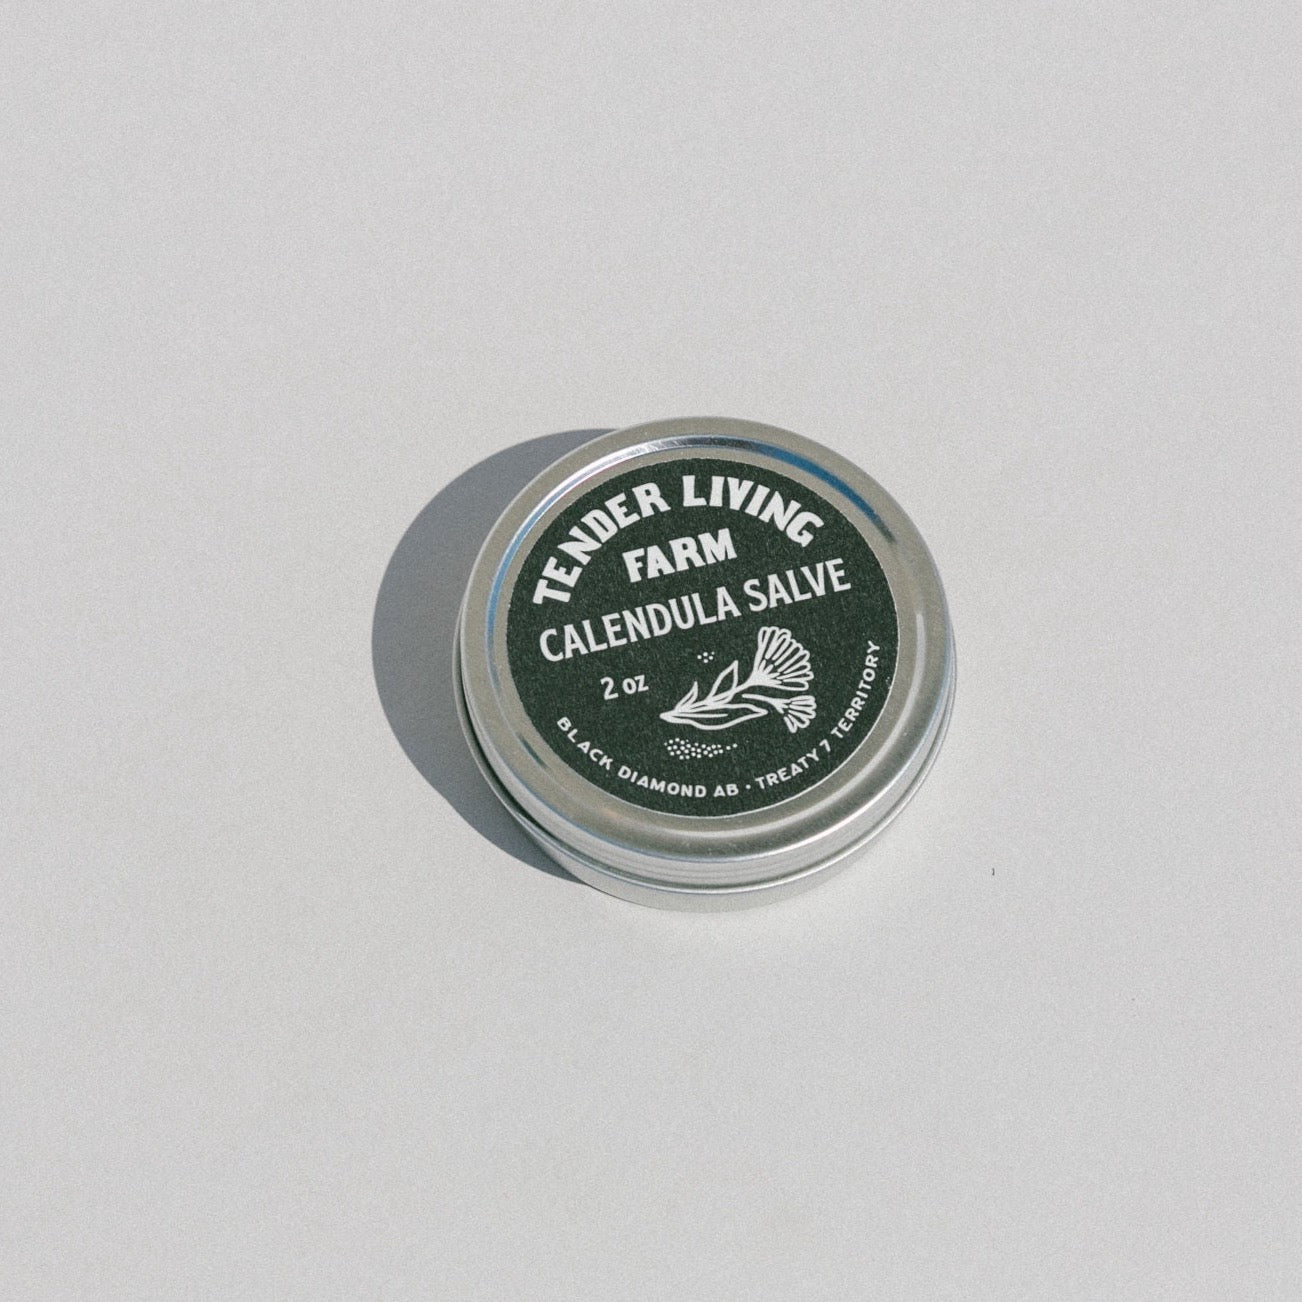 TENDER LIVING
FARM
CALENDULA SALVE
2 oz
BLACK DIAMOND AB • TREATY 7 TERRITORY